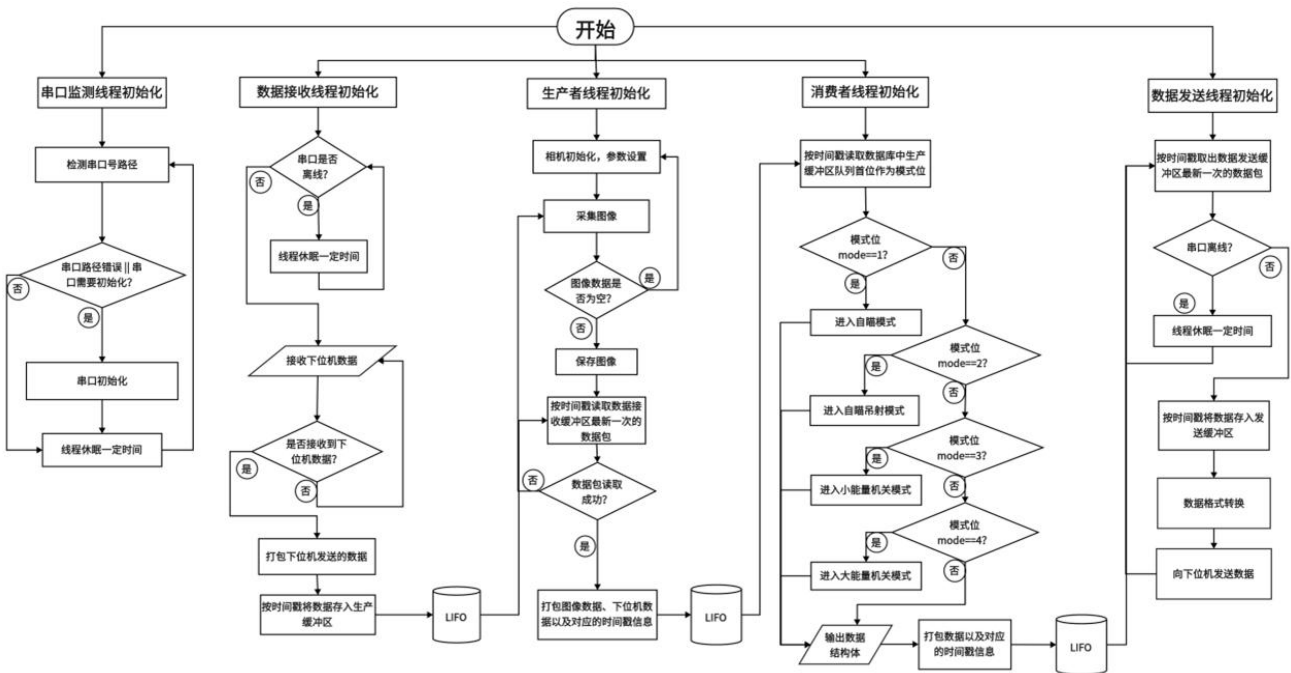 开始
串口监测线程初始化
检测串口号路径
串口路径错误 || 串
口需要初始化?
否
是
串口初始化
线程休眠一定时间
数据接收线程初始化
串口是否
离线?
否
是
线程休眠一定时间
接收下位机数据
是否接收到下
位机数据?
是
否
打包下位机发送的数据
按时间戳将数据存入生产
缓冲区
LIFO
生产者线程初始化
相机初始化，参数设置
采集图像
图像数据是
否为空?
是
否
保存图像
按时间戳读取数据接
收缓冲区最新一次的
数据包
数据包读取
成功?
否
是
打包图像数据、下位机数
据以及对应的时间戳信息
LIFO
消费者线程初始化
按时间戳读取数据库中生产
缓冲区队列首位作为模式位
模式位
mode==1?
否
是
进入自瞄模式
模式位
mode==2?
是
否
进入自瞄吊射模式
模式位
mode==3?
是
否
进入小能量机关模式
模式位
mode==4?
是
否
进入大能量机关模式
输出数据
结构体
打包数据以及对应
的时间戳信息
LIFO
数据发送线程初始化
按时间戳取出数据发送缓
冲区最新一次的数据包
串口离线?
否
是
线程休眠一定时间
按时间戳将数据存入发
送缓冲区
数据格式转换
向下位机发送数据